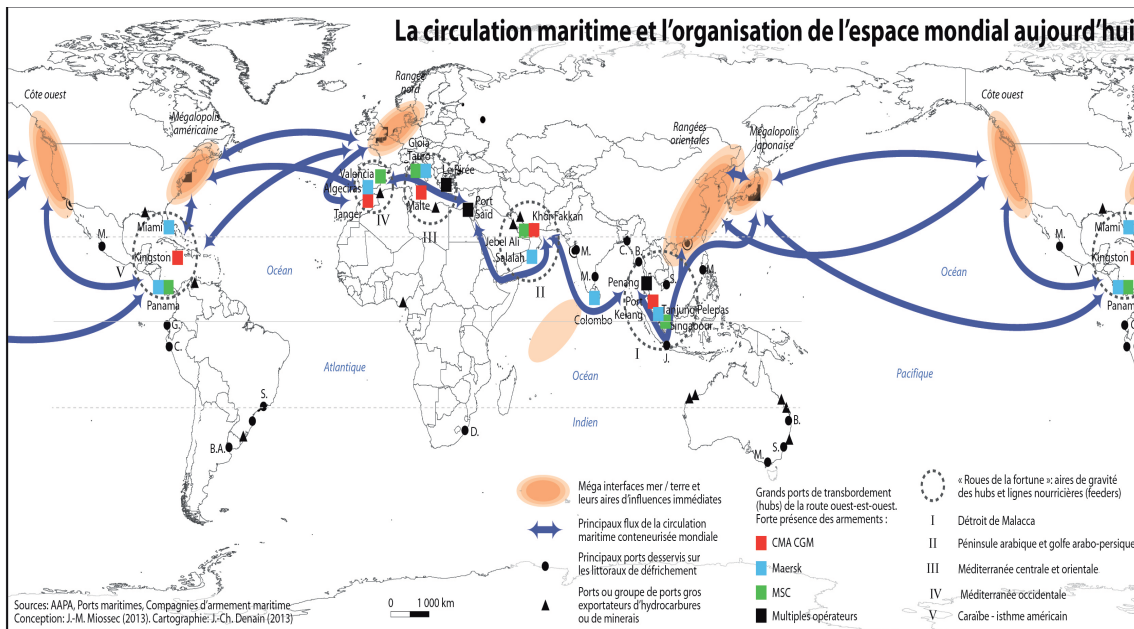 La circulation maritime et l'organisation de l'espace mondial aujourd'hui
Côte ouest
Mégalopolis
américaine
Rangée
nord
Rangées
orientales
Mégalopolis
japonaise
Côte ouest
Gioia
Tauro
Le Pirée
Valencia
Algeciras
Tanger
IV
Malte
III
Port
Saïd
Khor Fakkan
Jebel Ali
Salalah
II
M.
M.
Colombo
C.
B.
Penang
Port
Kelang
Tanjung Pelepas
Singapour
S.
M.
I
J.
M.
Miami
Kingston
V
Panama
G.
C.
S.
B.A.
D.
B.
S.
M.
M.
Miami
Kingston
V
Panam
Océan
Atlantique
Océan
Indien
Océan
Pacifique
Méga interfaces mer / terre et
leurs aires d'influences immédiates
Principaux flux de la circulation
maritime conteneurisée mondiale
Principaux ports desservis sur
les littoraux de défrichement
Ports ou groupe de ports gros
exportateurs d'hydrocarbures
ou de minerais
Grands ports de transbordement
(hubs) de la route ouest-est-ouest.
Forte présence des armements :
CMA CGM
Maersk
MSC
Multiples opérateurs
« Roues de la fortune »: aires de gravité
des hubs et lignes nourricières (feeders)
I Détroit de Malacca
II Péninsule arabique et golfe arabo-persique
III Méditerranée centrale et orientale
IV Méditerranée occidentale
V Caraïbe - isthme américain
0 1 000 km
Sources: AAPA, Ports maritimes, Compagnies d'armement maritime
Conception: J.-M. Miossec (2013). Cartographie: J.-Ch. Denain (2013)